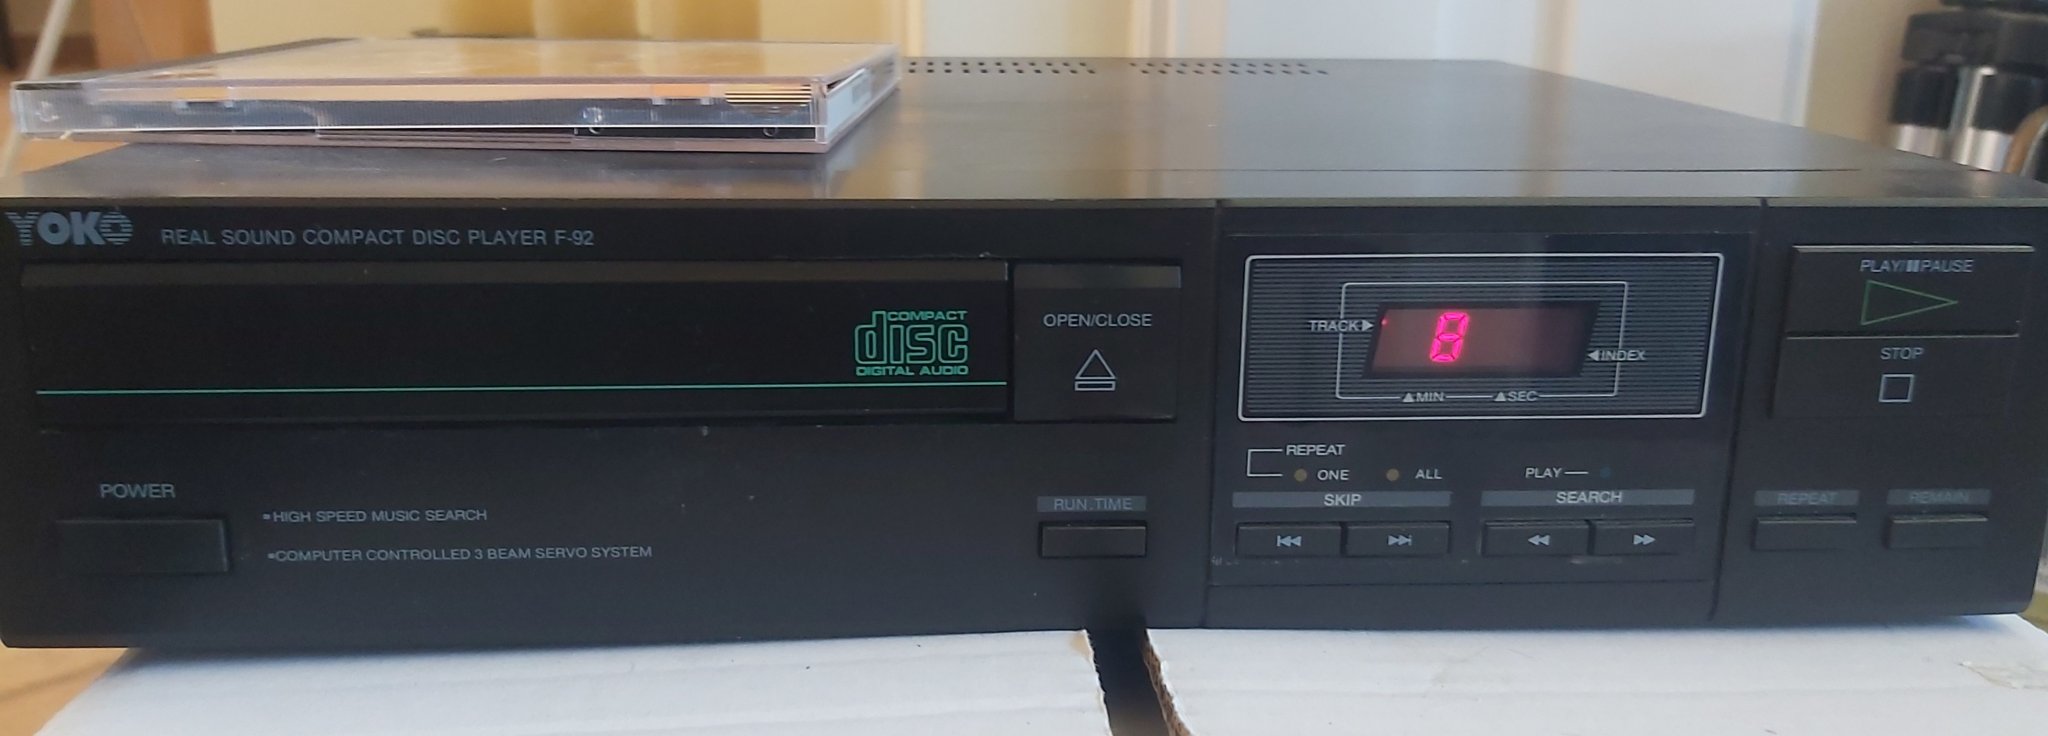 YOKO REAL SOUND COMPACT DISC PLAYER F-92
COMPACT
disc
DIGITAL AUDIO
OPEN/CLOSE
TRACK
8
INDEX
MIN SEC
PLAY/PAUSE
STOP
POWER
HIGH SPEED MUSIC SEARCH
COMPUTER CONTROLLED 3 BEAM SERVO SYSTEM
RUN.TIME
REPEAT
ONE ALL PLAY
SKIP SEARCH
REPEAT REMAIN